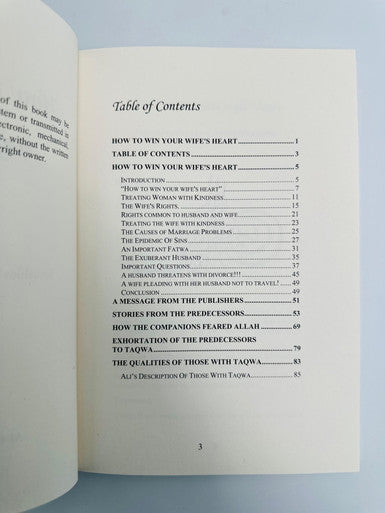 of this book may be
stem or transmitted in
ectronic, mechanical,
e, without the written
right owner.
Table of Contents
HOW TO WIN YOUR WIFE'S HEART....................1
TABLE OF CONTENTS....................3
HOW TO WIN YOUR WIFE'S HEART....................5
INTRODUCTION....................5
"HOW TO WIN YOUR WIFE'S HEART"....................7
TREATING WOMAN WITH KINDNESS....................11
THE WIFE'S RIGHTS....................15
RIGHTS COMMON TO HUSBAND AND WIFE....................21
TREATING THE WIFE WITH KINDNESS....................23
THE CAUSES OF MARRIAGE PROBLEMS....................25
THE EPIDEMIC OF SINS....................27
AN IMPORTANT FATWA....................31
THE EXUBERANT HUSBAND....................35
IMPORTANT QUESTIONS....................37
A HUSBAND THREATENS WITH DIVORCE!!!....................45
A WIFE PLEADING WITH HER HUSBAND NOT TO TRAVEL!....................49
CONCLUSION....................49
A MESSAGE FROM THE PUBLISHERS....................51
STORIES FROM THE PREDECESSORS....................53
HOW THE COMPANIONS FEARED ALLAH....................69
EXHORTATION OF THE PREDECESSORS
TO TAQWA....................79
THE QUALITIES OF THOSE WITH TAQWA....................83
ALI'S DESCRIPTION OF THOSE WITH TAQWA....................85
3